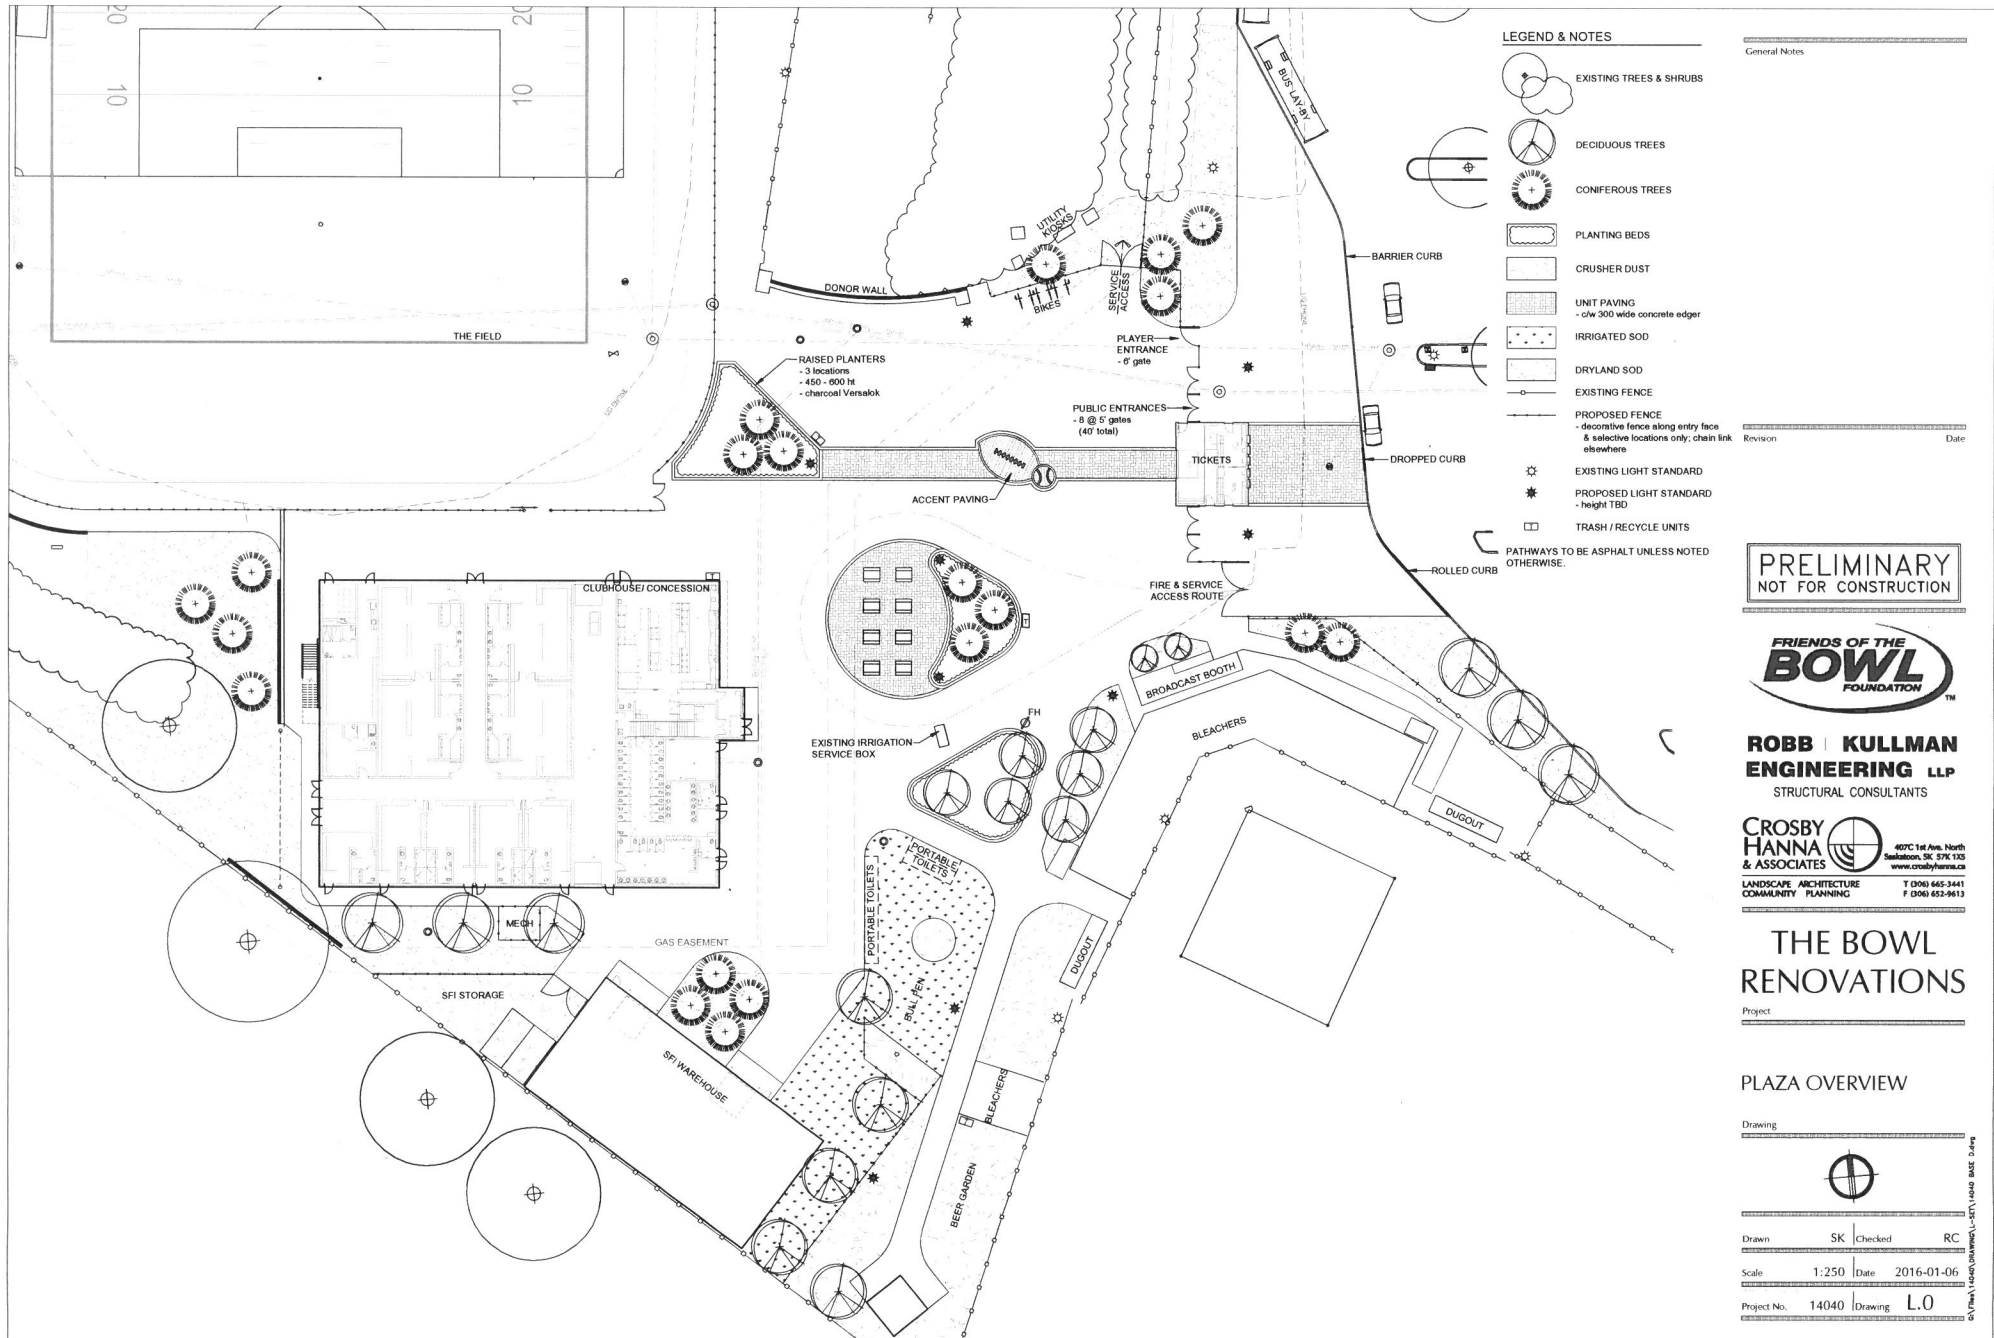 20
20
10
10
THE FIELD
DONOR WALL
UTILITY
KIOSKS
BIKES
SERVICE
ACCESS
BUS LAY-BY
BARRIER CURB
PLAYER
ENTRANCE
- 6' gate
RAISED PLANTERS
- 3 locations
- 450 - 600 ht
- charcoal Versalok
PUBLIC ENTRANCES
- 8 @ 5' gates
(40' total)
TICKETS
DROPPED CURB
ACCENT PAVING
ROLLED CURB
FIRE & SERVICE
ACCESS ROUTE
CLUBHOUSE/ CONCESSION
BROADCAST BOOTH
BLEACHERS
FH
EXISTING IRRIGATION
SERVICE BOX
DUGOUT
PORTABLE
TOILETS
PORTABLE TOILETS
MECH
GAS EASEMENT
DUGOUT
SFI STORAGE
BULL PEN
SFI WAREHOUSE
BLEACHERS
BEER GARDEN
LEGEND & NOTES
EXISTING TREES & SHRUBS
DECIDUOUS TREES
CONIFEROUS TREES
PLANTING BEDS
CRUSHER DUST
UNIT PAVING
- c/w 300 wide concrete edger
IRRIGATED SOD
DRYLAND SOD
EXISTING FENCE
PROPOSED FENCE
- decorative fence along entry face
& selective locations only; chain link
elsewhere
EXISTING LIGHT STANDARD
PROPOSED LIGHT STANDARD
- height TBD
TRASH / RECYCLE UNITS
PATHWAYS TO BE ASPHALT UNLESS NOTED
OTHERWISE.
General Notes
Revision Date
PRELIMINARY
NOT FOR CONSTRUCTION
FRIENDS OF THE
BOWL
FOUNDATION
TM
ROBB | KULLMAN
ENGINEERING LLP
STRUCTURAL CONSULTANTS
CROSBY
HANNA
& ASSOCIATES
407C 1st Ave. North
Saskatoon, SK S7K 1X5
www.crosbyhanna.ca
LANDSCAPE ARCHITECTURE
COMMUNITY PLANNING
T (306) 665-3441
F (306) 652-9613
THE BOWL
RENOVATIONS
Project
PLAZA OVERVIEW
Drawing
Drawn SK Checked RC
Scale 1:250 Date 2016-01-06
Project No. 14040 Drawing L.0
G:\Files\14040\DRAWING\L-SET\14040 BASE D.dwg